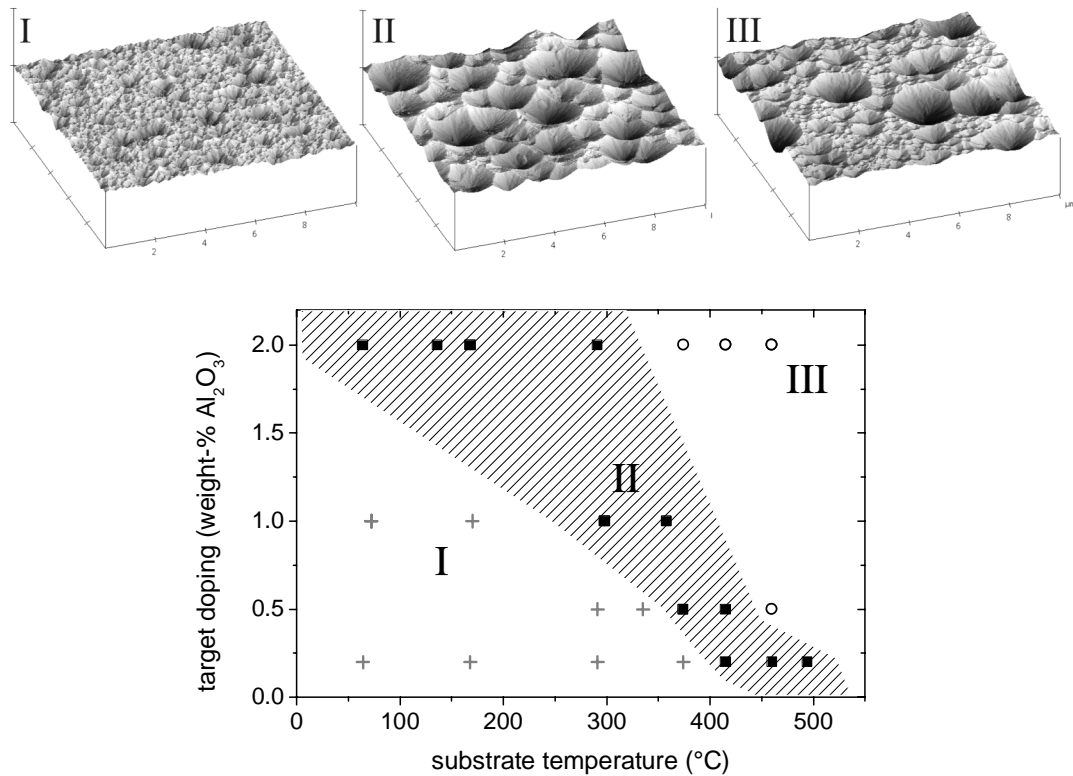 I
II
III
2
4
6
8
2
4
6
8
2
4
6
8
µm
target doping (weight-% Al₂O₃)
2.0
1.5
1.0
0.5
0.0
III
II
I
0
100
200
300
400
500
substrate temperature (°C)